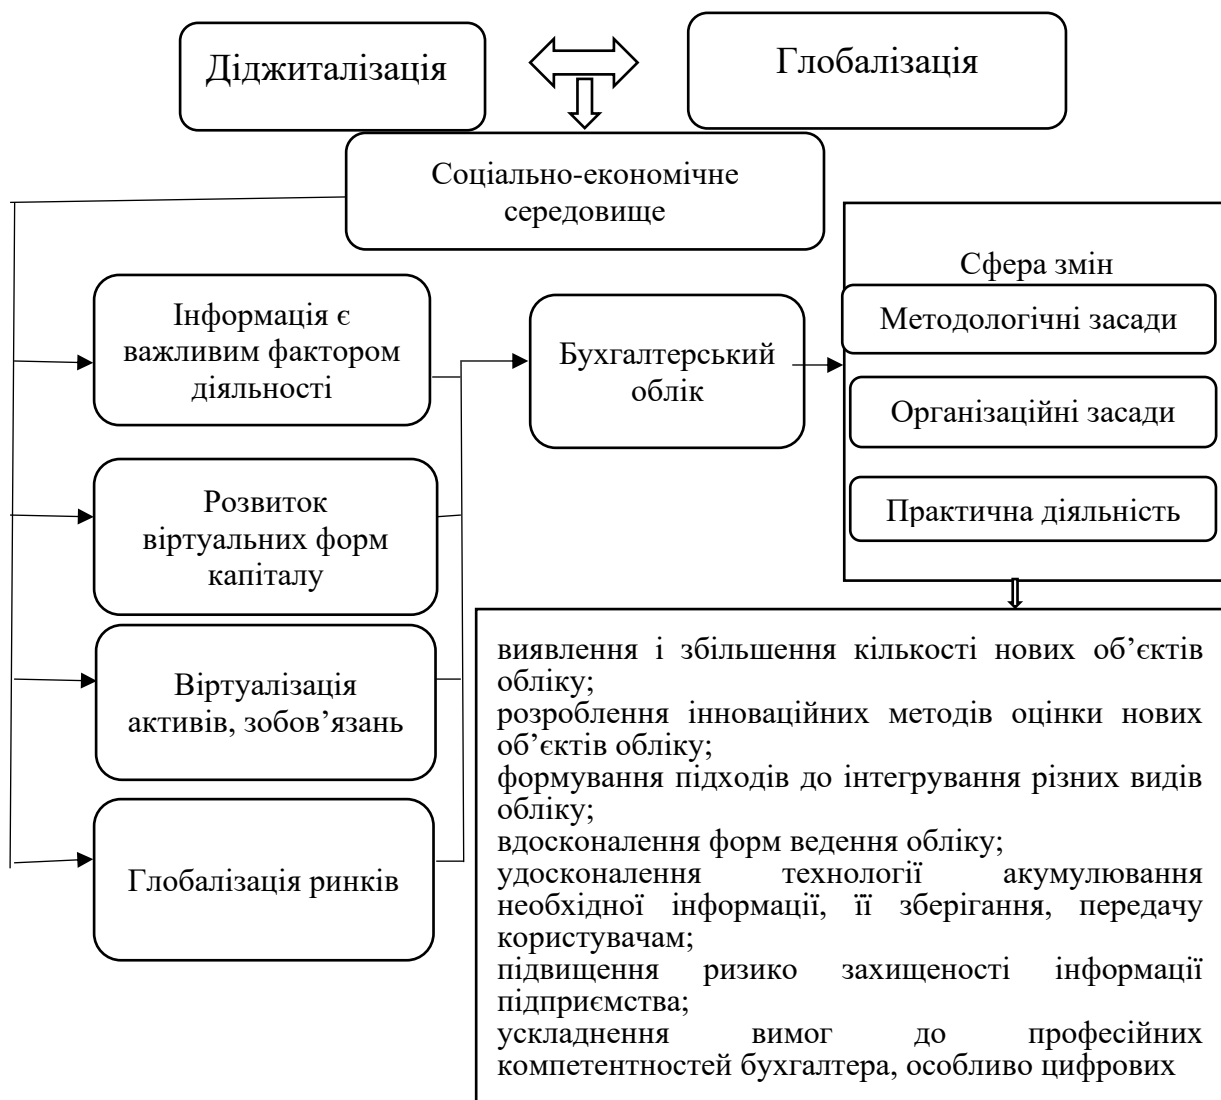 Діджиталізація
Глобалізація
Соціально-економічне
середовище
Інформація є
важливим фактором
діяльності
Розвиток
віртуальних форм
капіталу
Віртуалізація
активів, зобов’язань
Глобалізація ринків
Бухгалтерський
облік
Сфера змін
Методологічні засади
Організаційні засади
Практична діяльність
виявлення і збільшення кількості нових об’єктів
обліку;
розроблення інноваційних методів оцінки нових
об’єктів обліку;
формування підходів до інтегрування різних видів
обліку;
вдосконалення форм ведення обліку;
удосконалення технології акумулювання
необхідної інформації, її зберігання, передачу
користувачам;
підвищення ризико захищеності інформації
підприємства;
ускладнення вимог до професійних
компетентностей бухгалтера, особливо цифрових